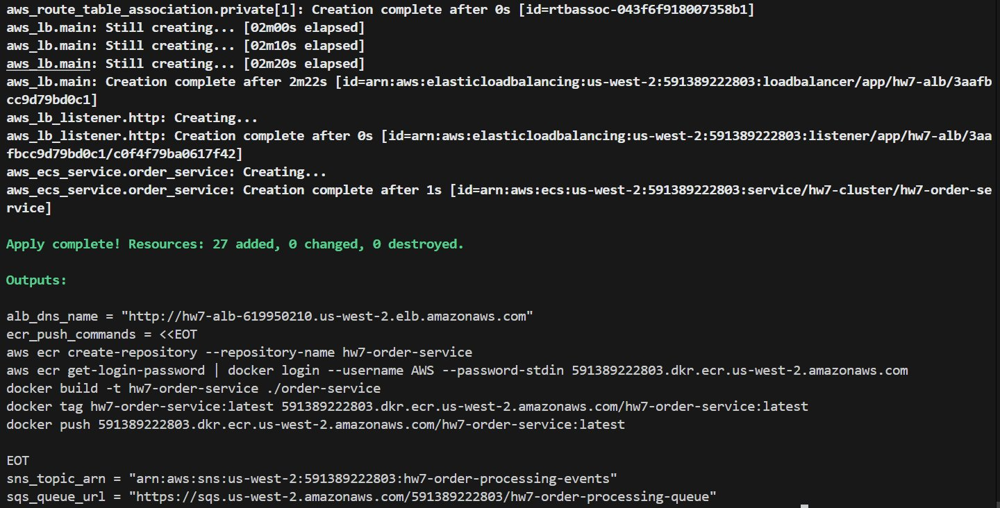 aws_route_table_association.private[1]: Creation complete after 0s [id=rtbassoc-043f6f918007358b1]
aws_lb.main: Still creating... [02m00s elapsed]
aws_lb.main: Still creating... [02m10s elapsed]
aws_lb.main: Still creating... [02m20s elapsed]
aws_lb.main: Creation complete after 2m22s [id=arn:aws:elasticloadbalancing:us-west-2:591389222803:loadbalancer/app/hw7-alb/3aafb
cc9d79bd0c1]
aws_lb_listener.http: Creating...
aws_lb_listener.http: Creation complete after 0s [id=arn:aws:elasticloadbalancing:us-west-2:591389222803:listener/app/hw7-alb/3aa
fbcc9d79bd0c1/c0f4f79ba0617f42]
aws_ecs_service.order_service: Creating...
aws_ecs_service.order_service: Creation complete after 1s [id=arn:aws:ecs:us-west-2:591389222803:service/hw7-cluster/hw7-order-se
rvice]
Apply complete! Resources: 27 added, 0 changed, 0 destroyed.
Outputs:
alb_dns_name = "http://hw7-alb-619950210.us-west-2.elb.amazonaws.com"
ecr_push_commands = <<EOT
aws ecr create-repository --repository-name hw7-order-service
aws ecr get-login-password | docker login --username AWS --password-stdin 591389222803.dkr.ecr.us-west-2.amazonaws.com
docker build -t hw7-order-service ./order-service
docker tag hw7-order-service:latest 591389222803.dkr.ecr.us-west-2.amazonaws.com/hw7-order-service:latest
docker push 591389222803.dkr.ecr.us-west-2.amazonaws.com/hw7-order-service:latest
EOT
sns_topic_arn = "arn:aws:sns:us-west-2:591389222803:hw7-order-processing-events"
sqs_queue_url = "https://sqs.us-west-2.amazonaws.com/591389222803/hw7-order-processing-queue"